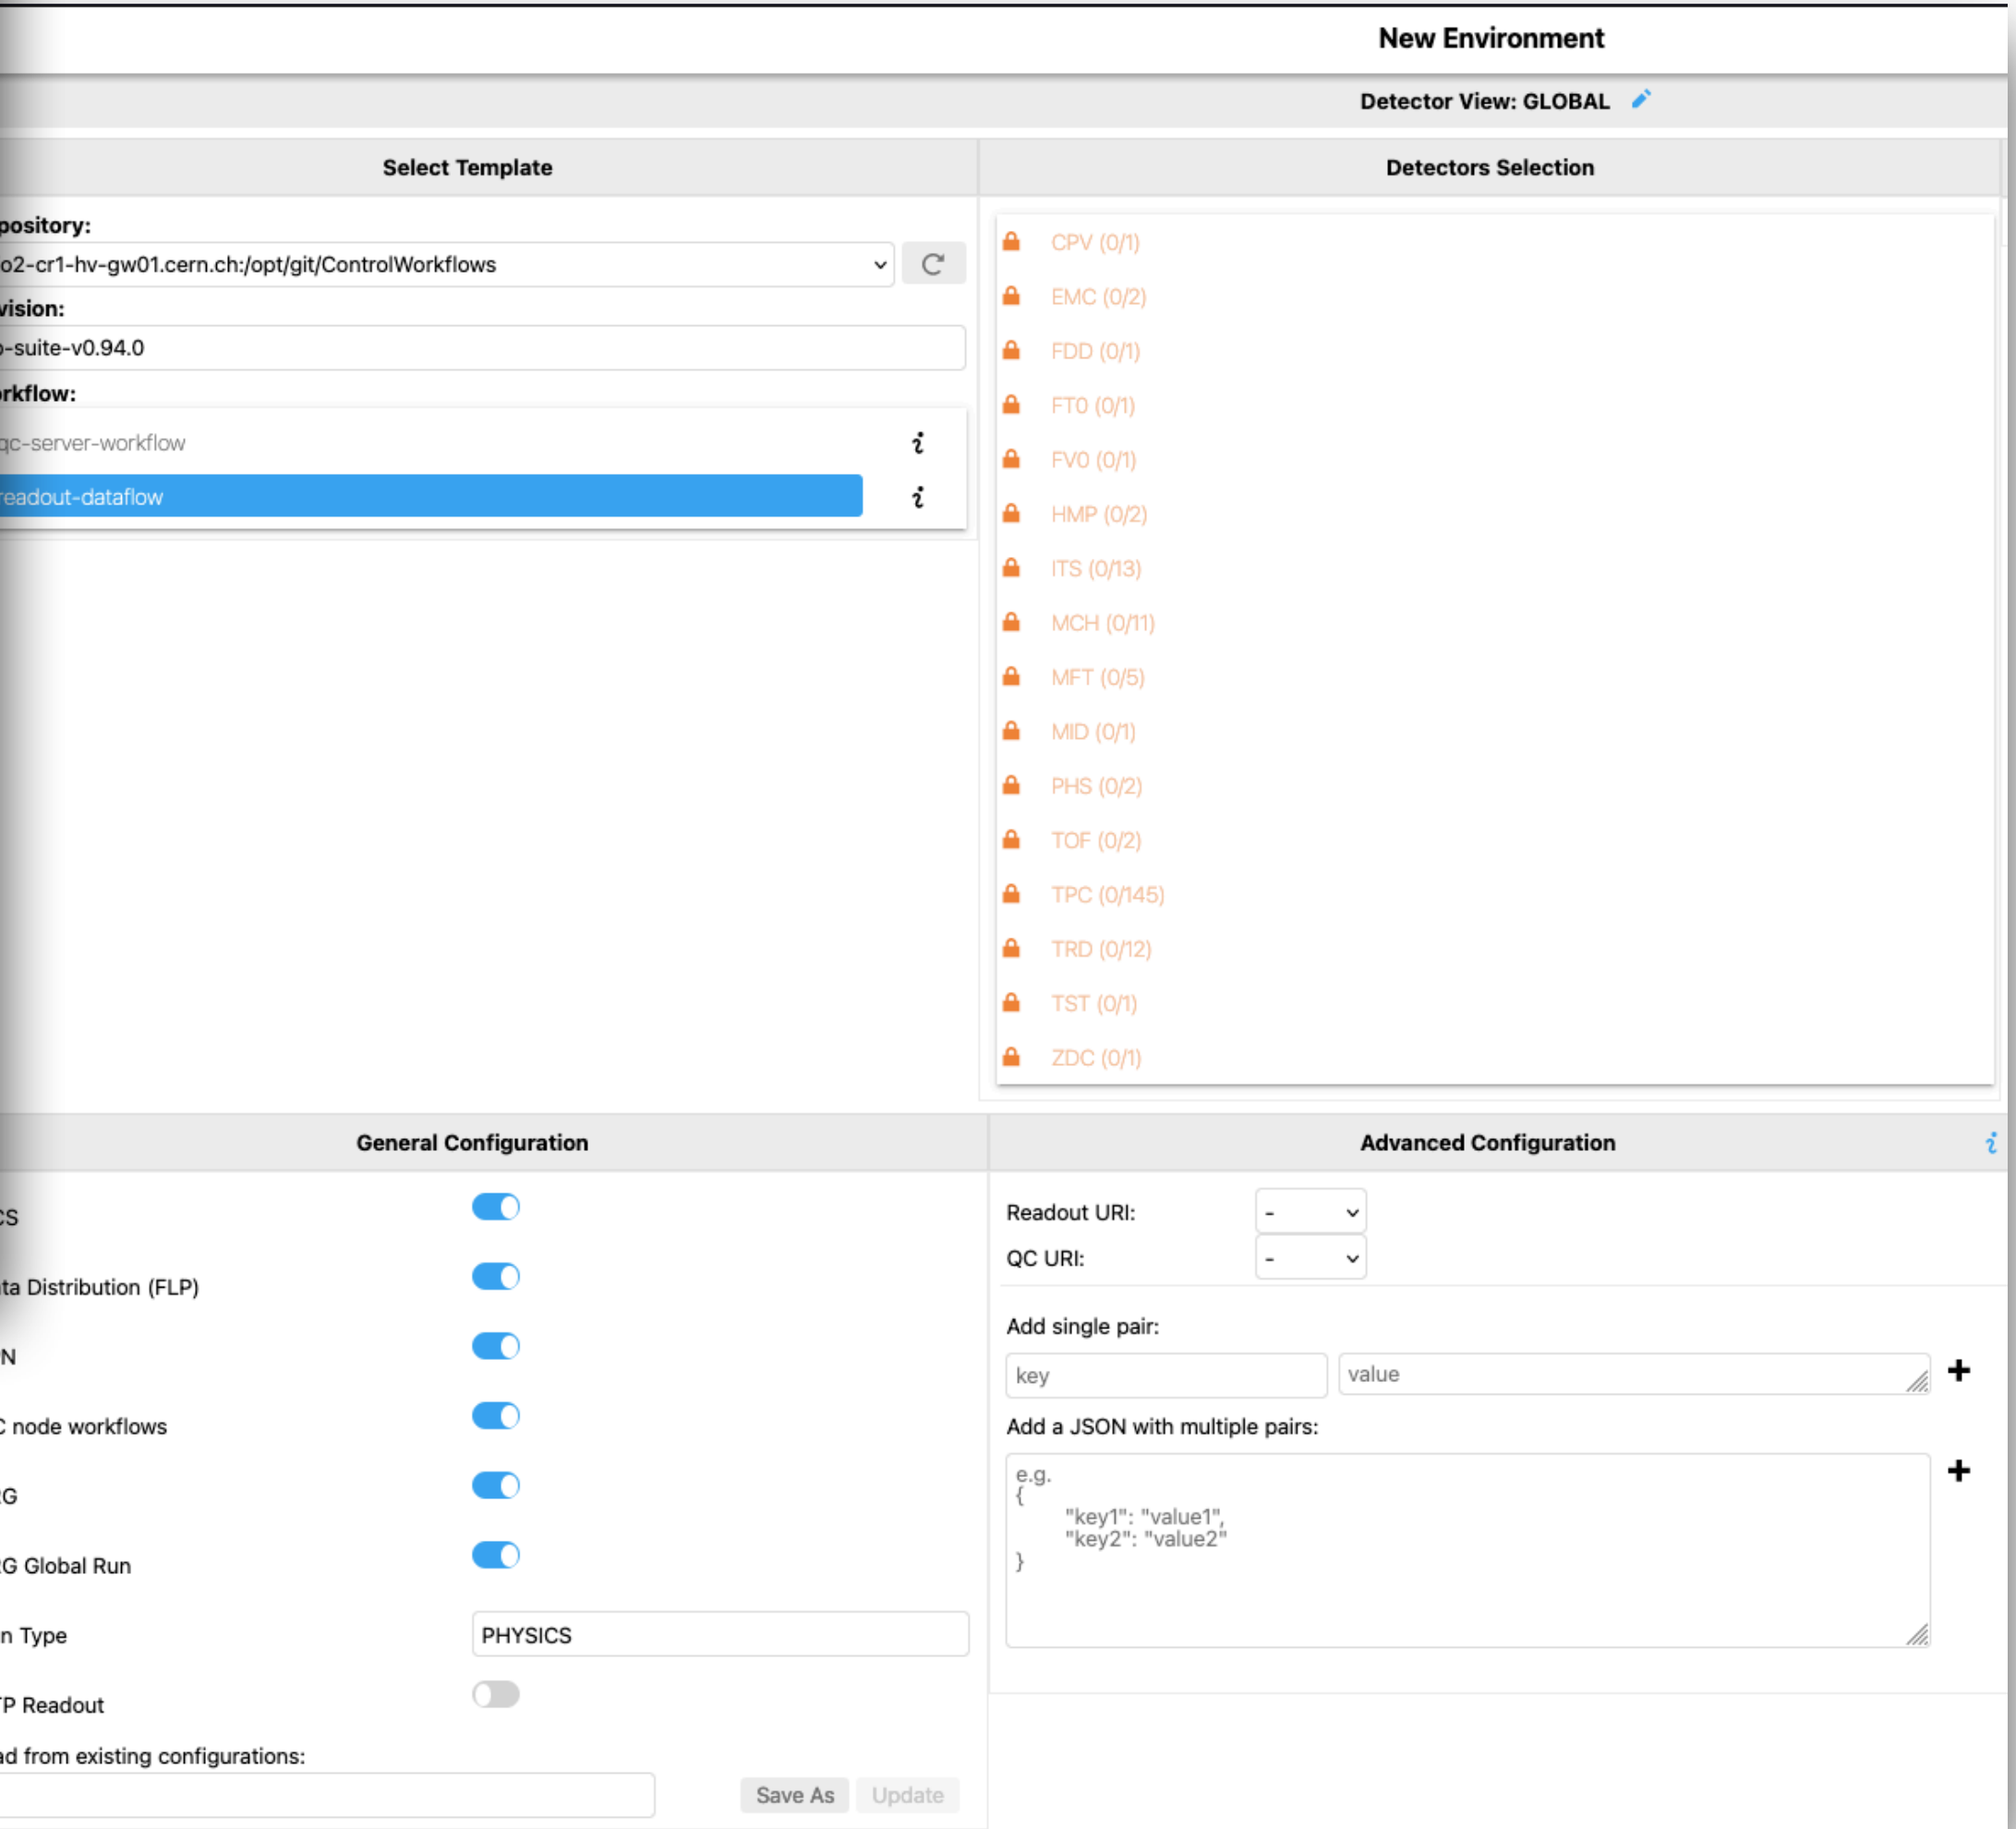 New Environment
Detector View: GLOBAL
Select Template
Detectors Selection
pository:
o2-cr1-hv-gw01.cern.ch:/opt/git/ControlWorkflows
vision:
-suite-v0.94.0
rkflow:
qc-server-workflow
readout-dataflow
CPV (0/1)
EMC (0/2)
FDD (0/1)
FT0 (0/1)
FV0 (0/1)
HMP (0/2)
ITS (0/13)
MCH (0/11)
MFT (0/5)
MID (0/1)
PHS (0/2)
TOF (0/2)
TPC (0/145)
TRD (0/12)
TST (0/1)
ZDC (0/1)
General Configuration
CS
ta Distribution (FLP)
N
C node workflows
G
G Global Run
n Type
PHYSICS
P Readout
ad from existing configurations:
Save As
Update
Advanced Configuration
Readout URI:
-
QC URI:
-
Add single pair:
key
value
Add a JSON with multiple pairs:
e.g.
{
"key1": "value1",
"key2": "value2"
}